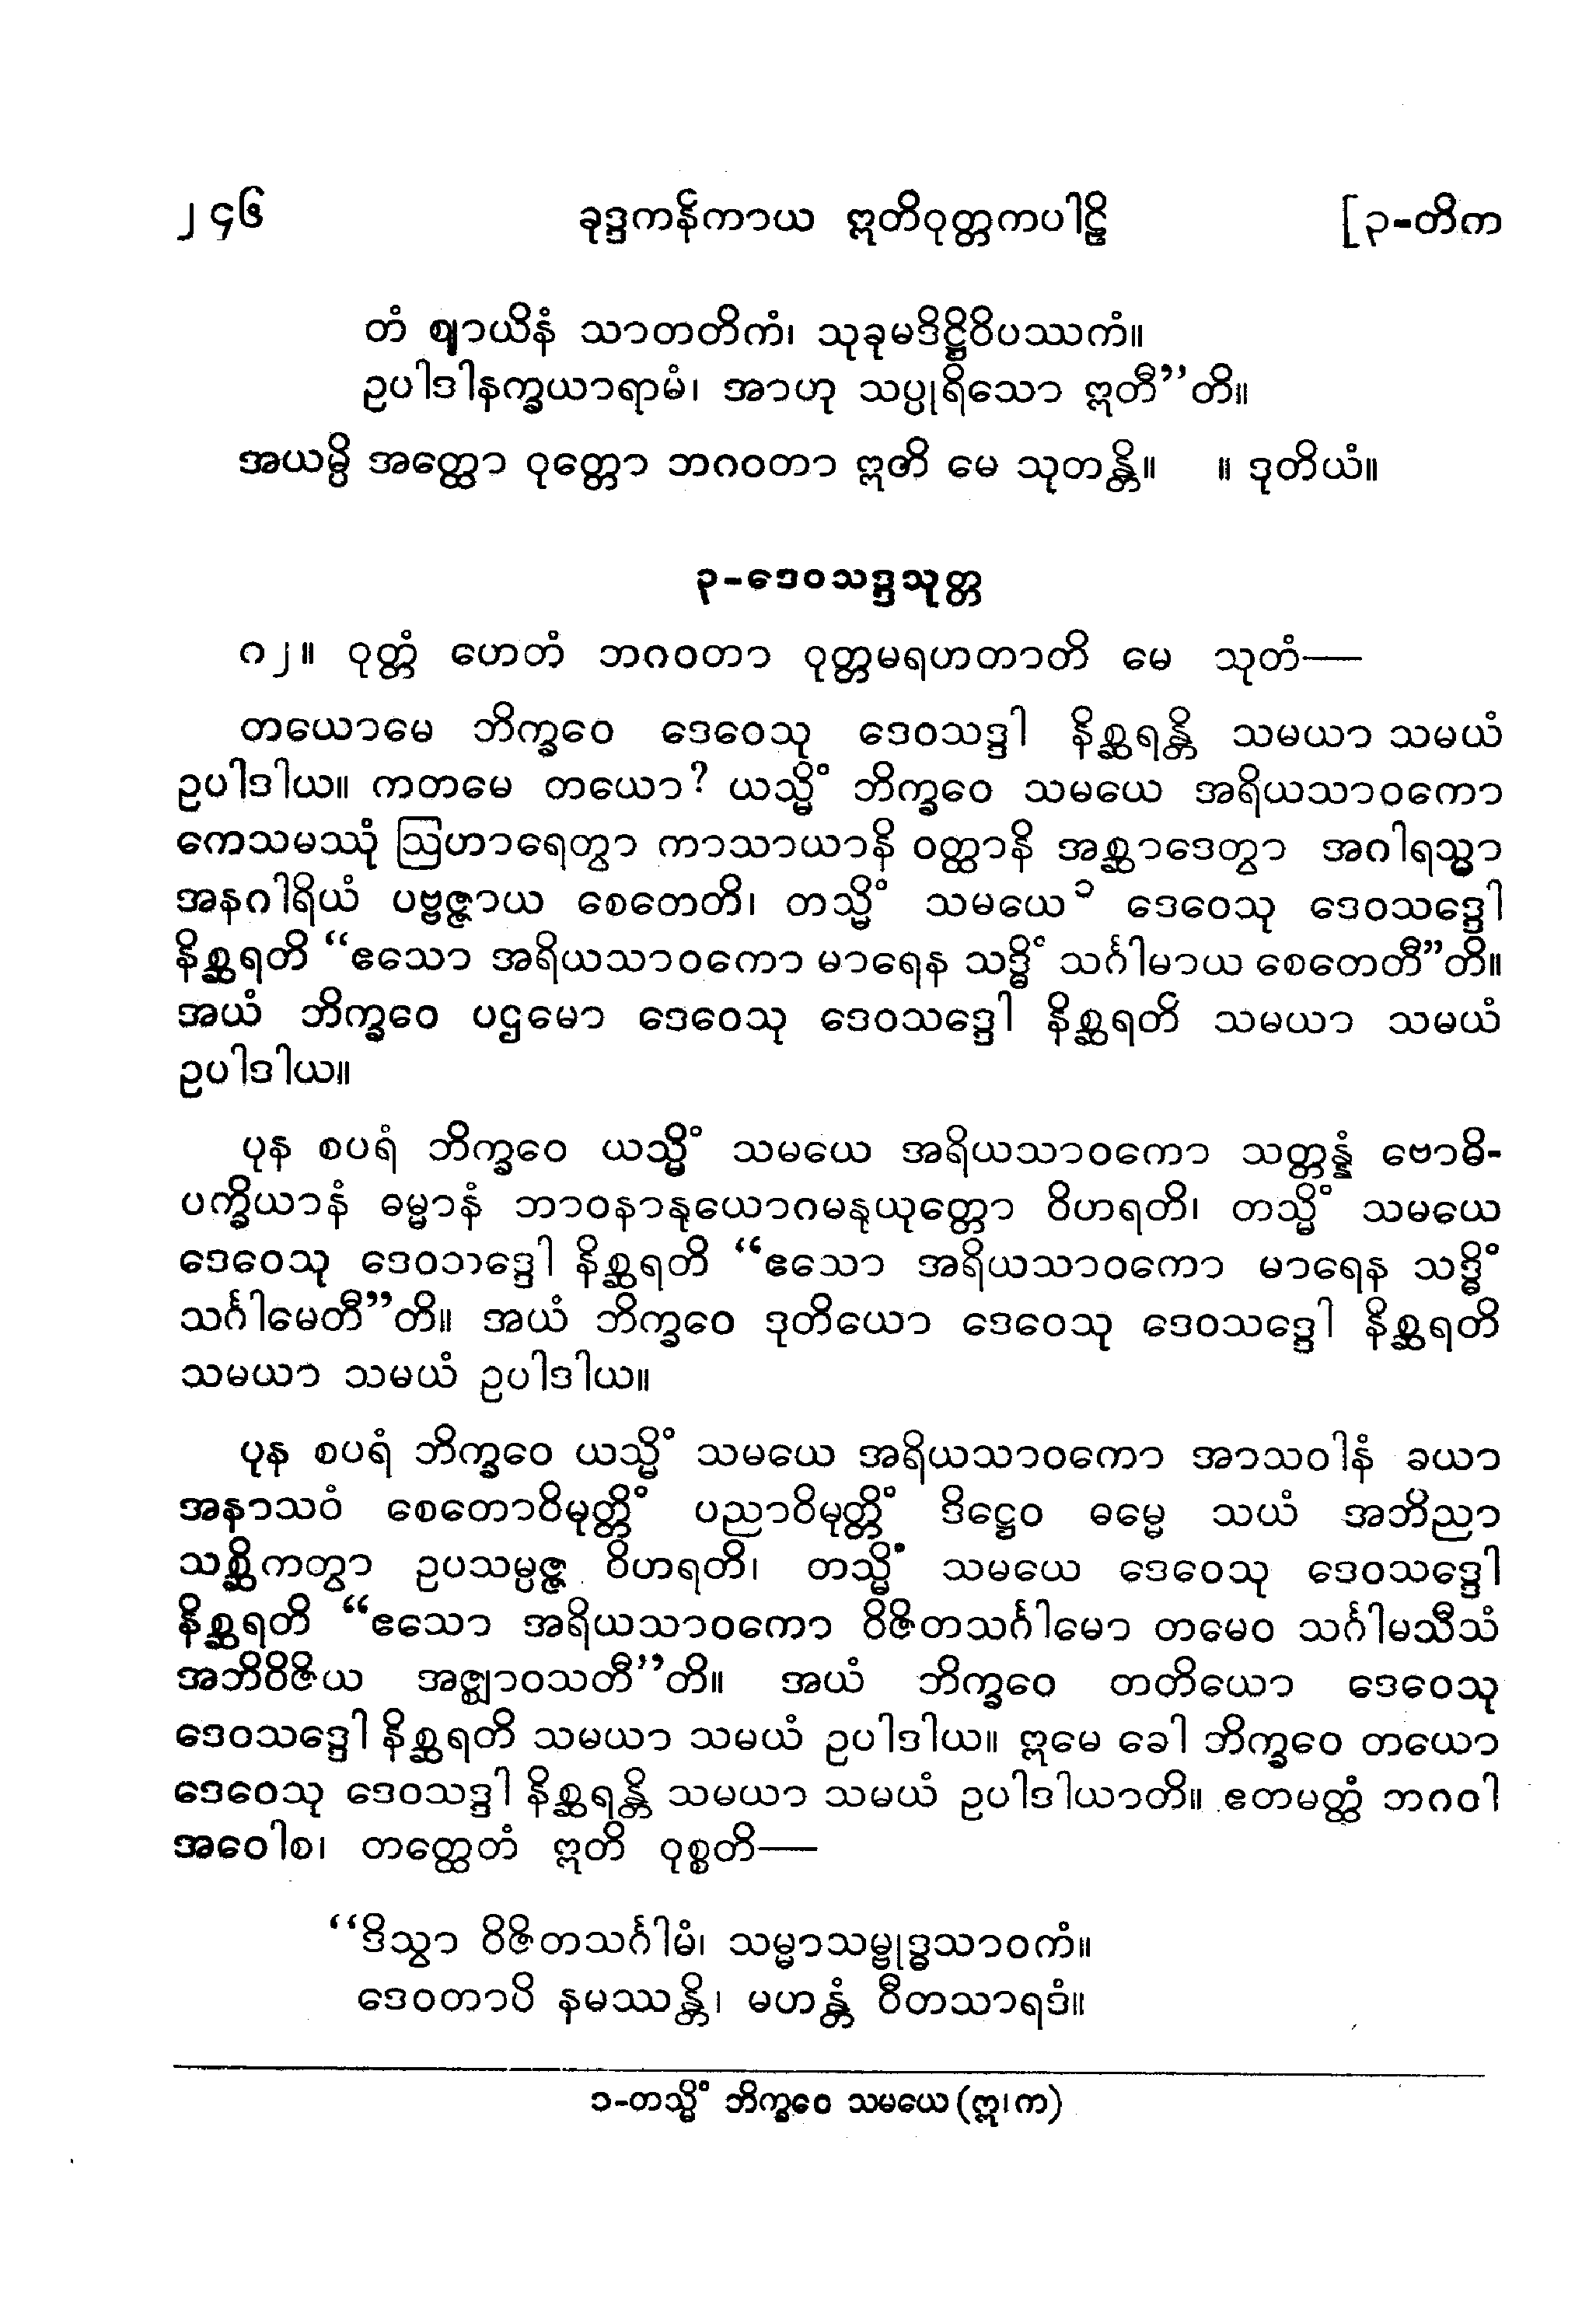 ၂၄၆ ခုဒ္ဒကနိကာယ ဣတိဝုတ္တကပါဠိ [၃-တိက
တံ ဈာယိနံ သာတတိကံ၊ သုခုမဒိဋ္ဌိဝိပဿကံ။
ဥပါဒါနက္ခယာရာမံ၊ အာဟု သပ္ပုရိသော ဣတီ”တိ။
အယမ္ပိ အတ္ထော ဝုတ္တော ဘဂဝတာ ဣတိ မေ သုတန္တိ။ ။ ဒုတိယံ။
၃-ဒေဝသဒ္ဒသုတ္တ
၈၂။ ဝုတ္တံ ဟေတံ ဘဂဝတာ ဝုတ္တမရဟတာတိ မေ သုတံ—
တယောမေ ဘိက္ခဝေ ဒေဝေသု ဒေဝသဒ္ဒါ နိစ္ဆရန္တိ သမယာ သမယံ
ဥပါဒါယ။ ကတမေ တယော? ယသ္မိံ ဘိက္ခဝေ သမယေ အရိယသာဝကော
ကေသမဿုံ ဩဟာရေတွာ ကာသာယာနိ ဝတ္ထာနိ အစ္ဆာဒေတွာ အဂါရသ္မာ
အနဂါရိယံ ပဗ္ဗဇ္ဇာယ စေတေတိ၊ တသ္မိံ သမယေ ၁ ဒေဝေသု ဒေဝသဒ္ဒေါ
နိစ္ဆရတိ “ဧသော အရိယသာဝကော မာရေန သဒ္ဓိံ သင်္ဂါမာယ စေတေတီ”တိ။
အယံ ဘိက္ခဝေ ပဌမော ဒေဝေသု ဒေဝသဒ္ဒေါ နိစ္ဆရတိ သမယာ သမယံ
ဥပါဒါယ။
ပုန စပရံ ဘိက္ခဝေ ယသ္မိံ သမယေ အရိယသာဝကော သတ္တန္နံ ဗောဓိ-
ပက္ခိယာနံ ဓမ္မာနံ ဘာဝနာနုယောဂမနုယုတ္တော ဝိဟရတိ၊ တသ္မိံ သမယေ
ဒေဝေသု ဒေဝသဒ္ဒေါ နိစ္ဆရတိ “ဧသော အရိယသာဝကော မာရေန သဒ္ဓိံ
သင်္ဂါမေတီ”တိ။ အယံ ဘိက္ခဝေ ဒုတိယော ဒေဝေသု ဒေဝသဒ္ဒေါ နိစ္ဆရတိ
သမယာ သမယံ ဥပါဒါယ။
ပုန စပရံ ဘိက္ခဝေ ယသ္မိံ သမယေ အရိယသာဝကော အာသဝါနံ ခယာ
အနာသဝံ စေတောဝိမုတ္တိံ ပညာဝိမုတ္တိံ ဒိဋ္ဌေဝ ဓမ္မေ သယံ အဘိညာ
သစ္ဆိကတွာ ဥပသမ္ပဇ္ဇ ဝိဟရတိ၊ တသ္မိံ သမယေ ဒေဝေသု ဒေဝသဒ္ဒေါ
နိစ္ဆရတိ “ဧသော အရိယသာဝကော ဝိဇိတသင်္ဂါမော တမေဝ သင်္ဂါမသီသံ
အဘိဝိဇိယ အဇ္ဈာဝသတီ”တိ။ အယံ ဘိက္ခဝေ တတိယော ဒေဝေသု
ဒေဝသဒ္ဒေါ နိစ္ဆရတိ သမယာ သမယံ ဥပါဒါယ။ ဣမေ ခေါ ဘိက္ခဝေ တယော
ဒေဝေသု ဒေဝသဒ္ဒါ နိစ္ဆရန္တိ သမယာ သမယံ ဥပါဒါယာတိ။ ဧတမတ္ထံ ဘဂဝါ
အဝေါစ၊ တတ္ထေတံ ဣတိ ဝုစ္စတိ—
“ဒိသွာ ဝိဇိတသင်္ဂါမံ၊ သမ္မာသမ္ဗုဒ္ဓသာဝကံ။
ဒေဝတာပိ နမဿန္တိ၊ မဟန္တံ ဝီတသာရဒံ။
၁-တသ္မိံ ဘိက္ခဝေ သမယေ (ဣ၊ က)